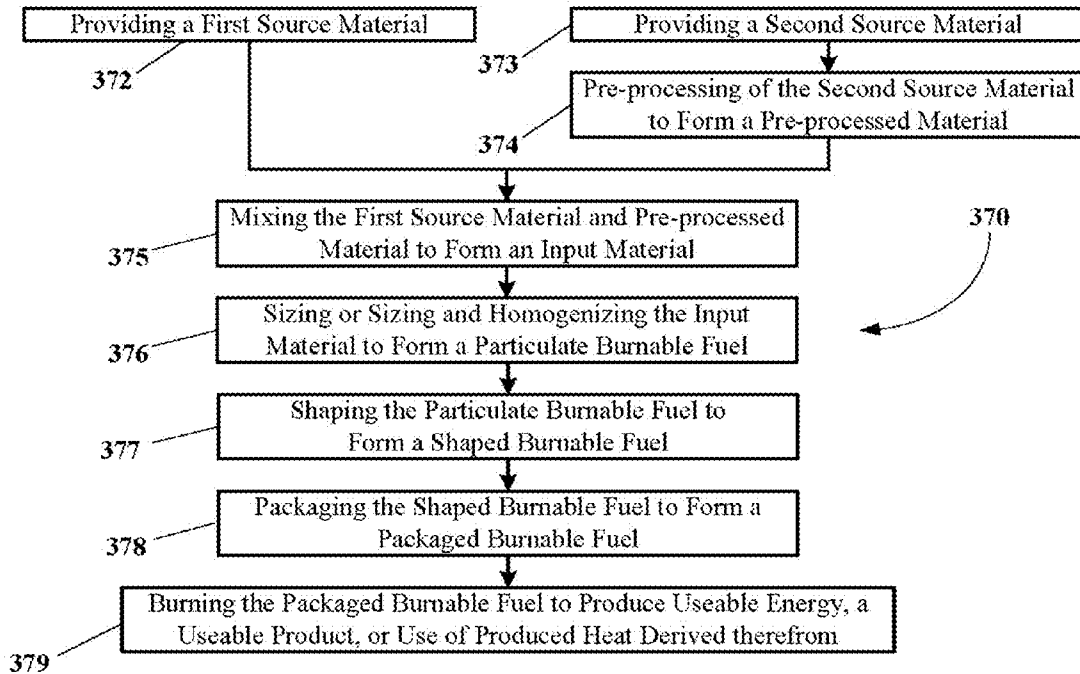 Providing a First Source Material
372
Providing a Second Source Material
373
Pre-processing of the Second Source Material
to Form a Pre-processed Material
374
Mixing the First Source Material and Pre-processed
Material to Form an Input Material
375
370
Sizing or Sizing and Homogenizing the Input
Material to Form a Particulate Burnable Fuel
376
Shaping the Particulate Burnable Fuel to
Form a Shaped Burnable Fuel
377
Packaging the Shaped Burnable Fuel to Form a
Packaged Burnable Fuel
378
Burning the Packaged Burnable Fuel to Produce Useable Energy, a
Useable Product, or Use of Produced Heat Derived therefrom
379